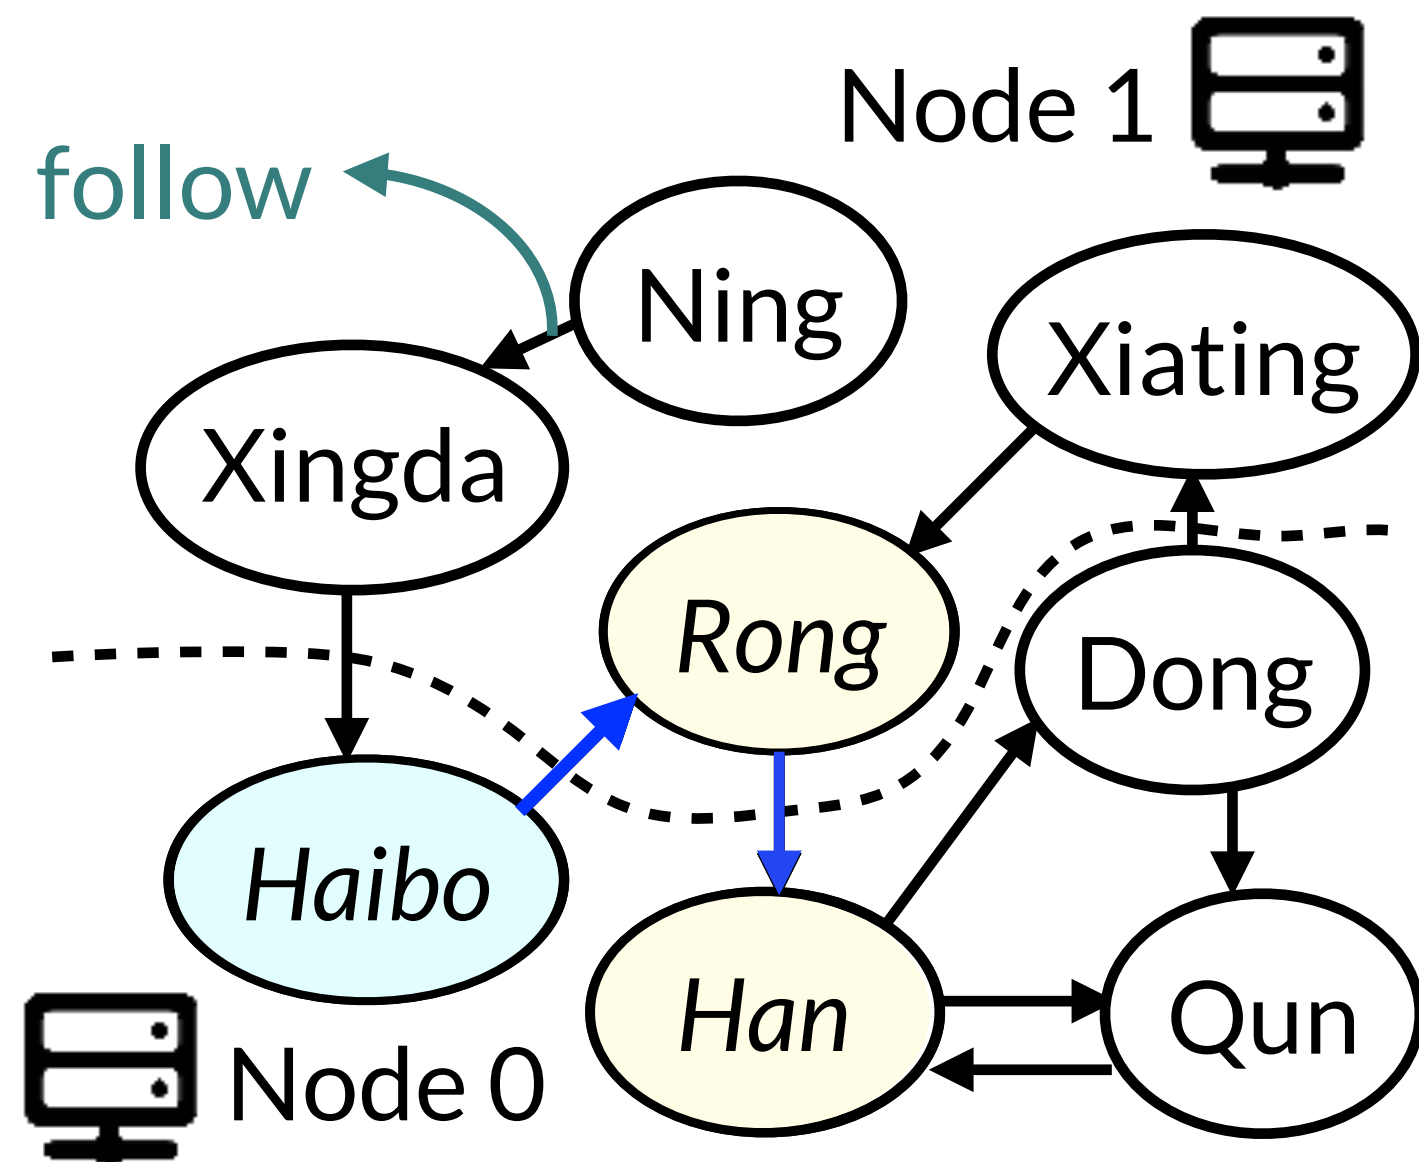 Node 1
follow
Ning
Xiating
Xingda
Rong
Dong
Haibo
Han
Qun
Node 0